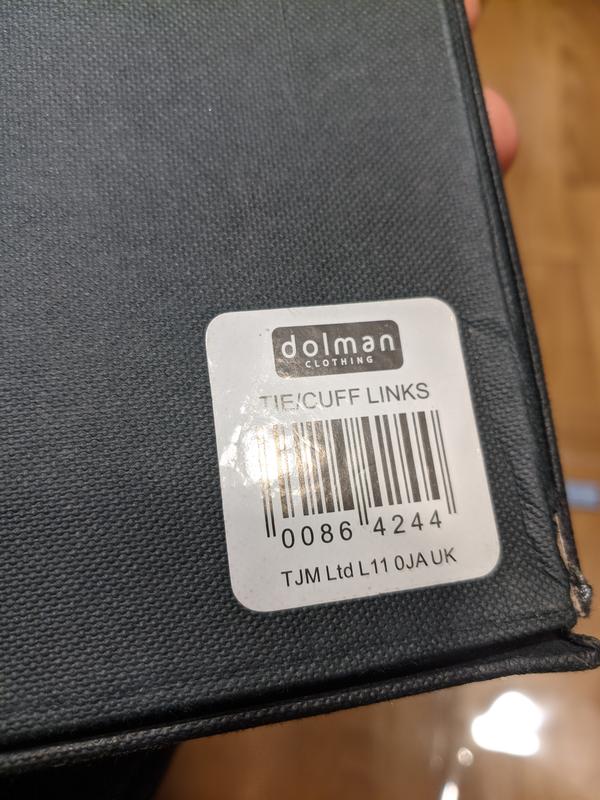 dolman
CLOTHING
TIE/CUFF LINKS
0086 4244
TJM Ltd L11 0JA UK